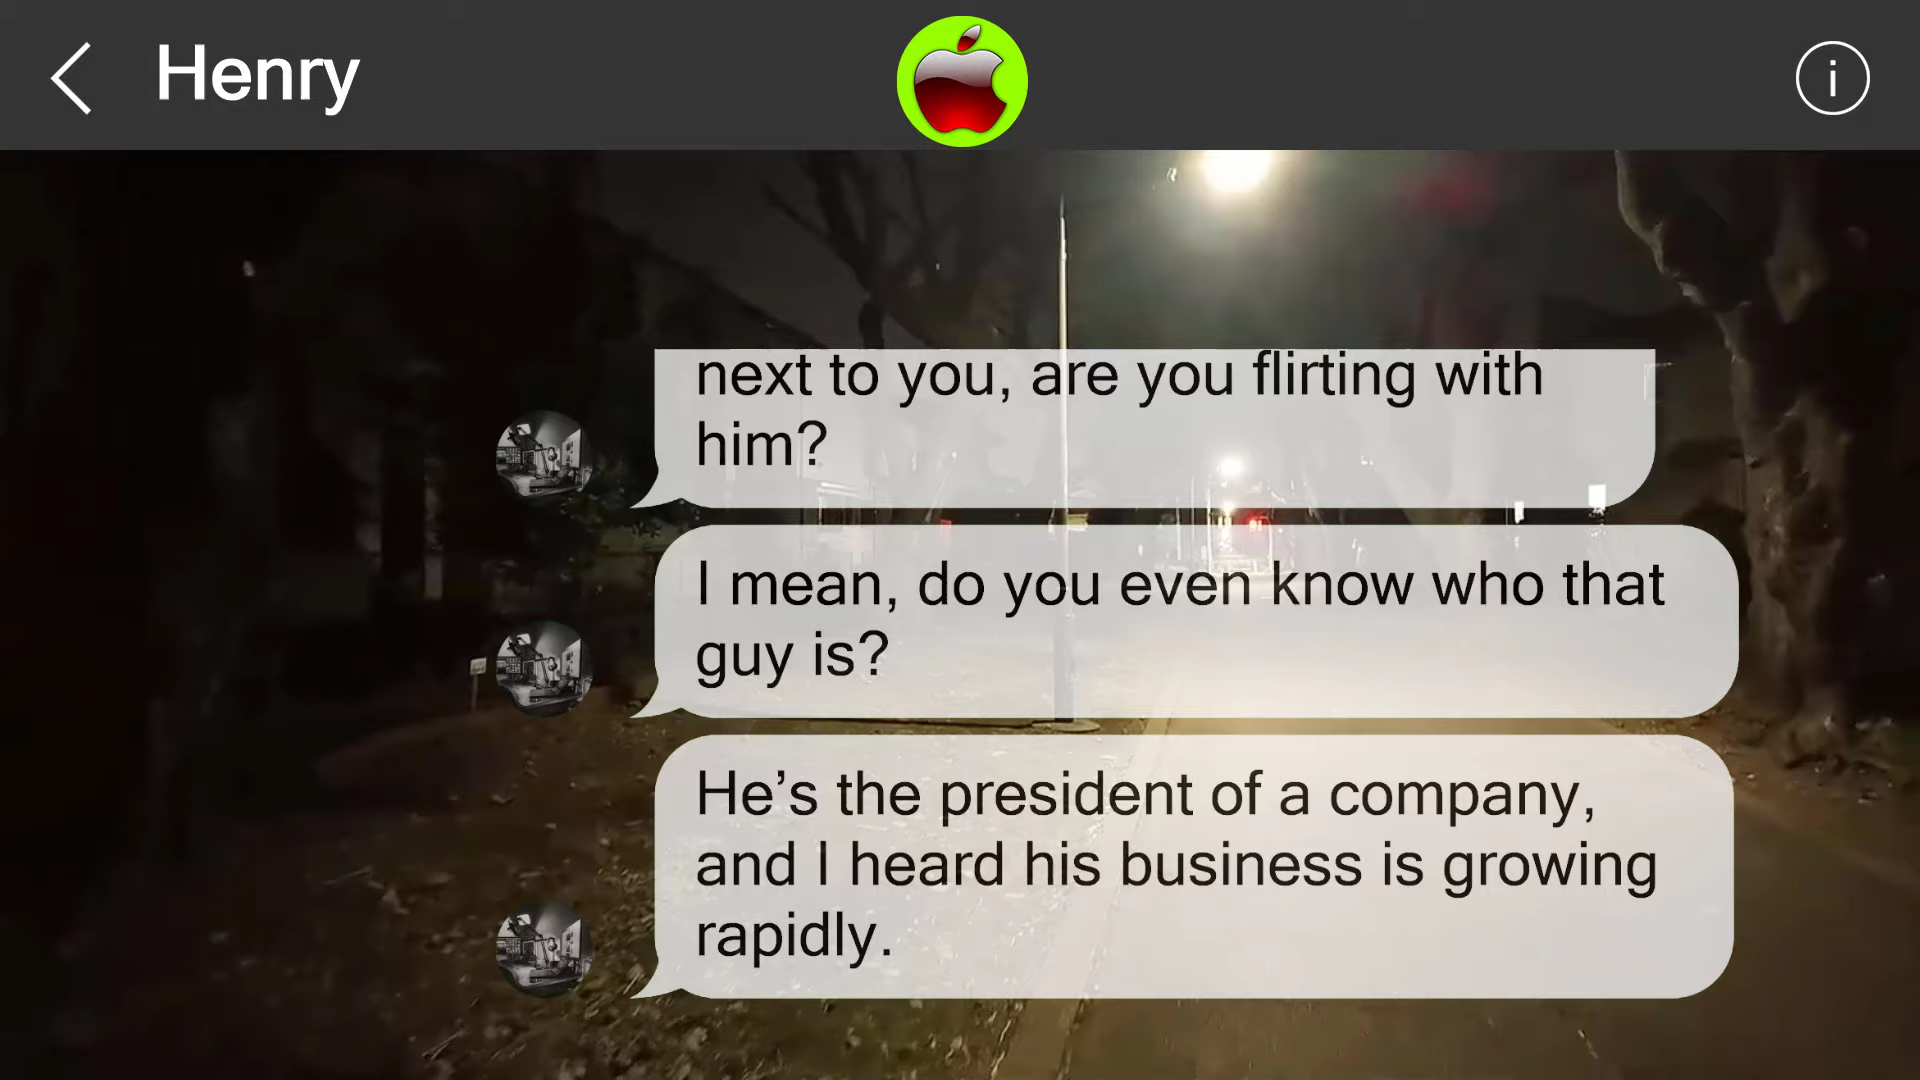 Henry
i
next to you, are you flirting with
him?
I mean, do you even know who that
guy is?
He’s the president of a company,
and I heard his business is growing
rapidly.